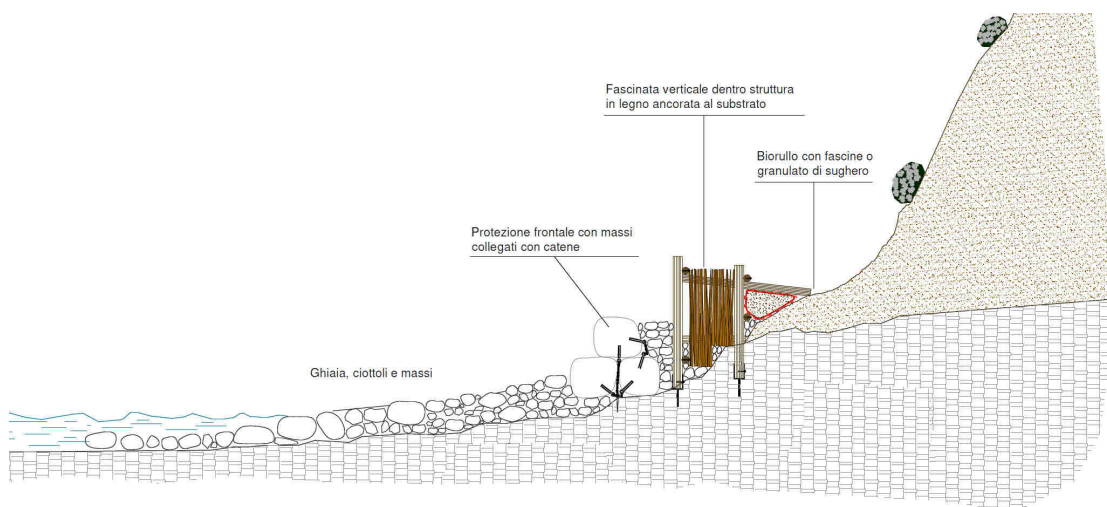 Fascinata verticale dentro struttura
in legno ancorata al substrato
Biorullo con fascine o
granulato di sughero
Protezione frontale con massi
collegati con catene
Ghiaia, ciottoli e massi